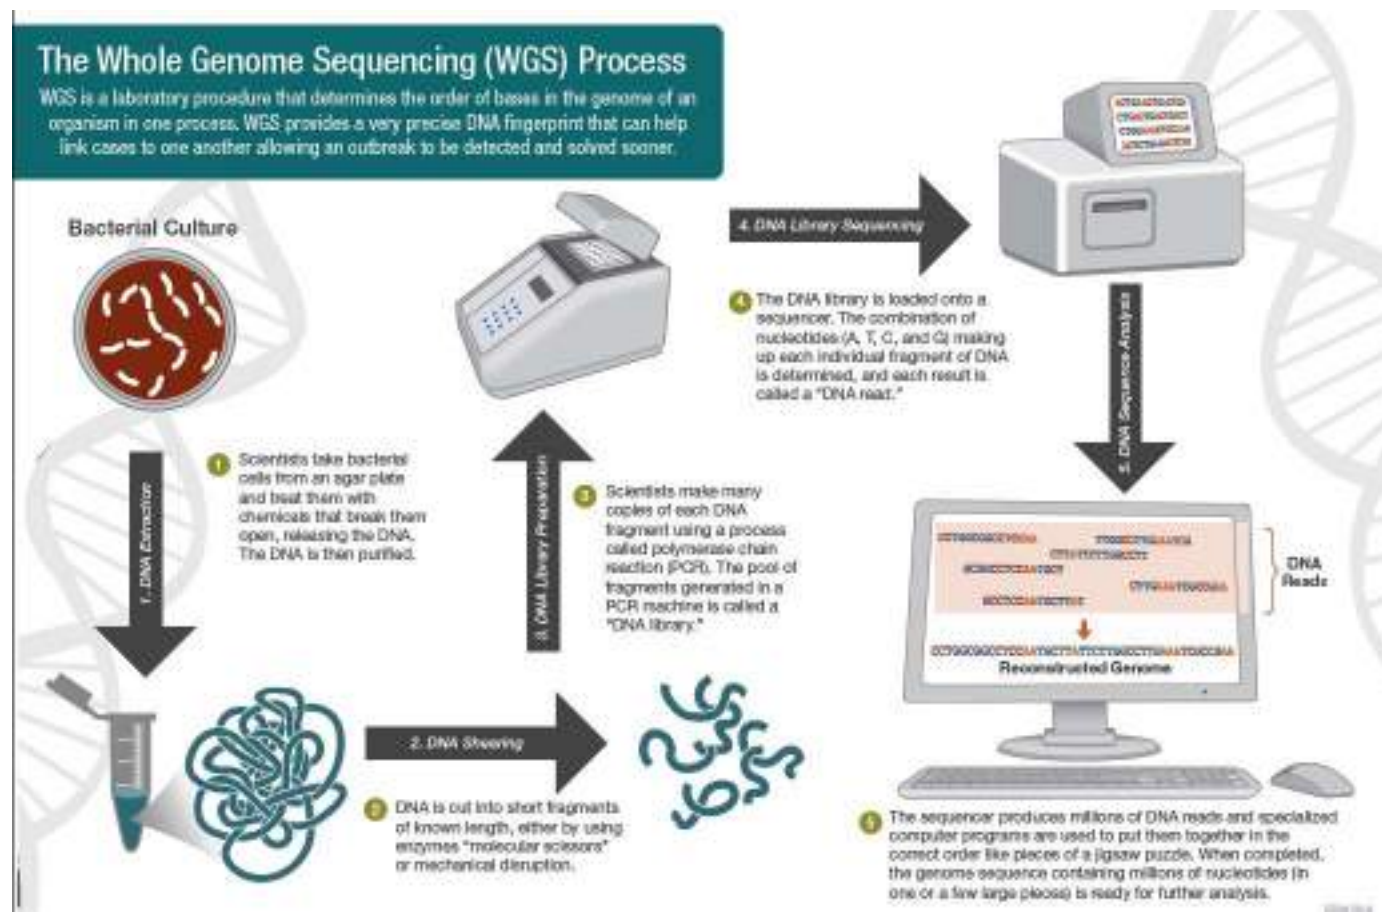 The Whole Genome Sequencing (WGS) Process
WGS is a laboratory procedure that determines the order of bases in the genome of an
organism in one process. WGS provides a very precise DNA fingerprint that can help
link cases to one another allowing an outbreak to be detected and solved sooner.
Bacterial Culture
1. DNA Extraction
1 Scientists take bacterial
cells from an agar plate
and treat them with
chemicals that break them
open, releasing the DNA.
The DNA is then purified.
2. DNA Shearing
2 DNA is cut into short fragments
of known length, either by using
enzymes "molecular scissors"
or mechanical disruption.
3. DNA Library Preparation
3 Scientists make many
copies of each DNA
fragment using a process
called polymerase chain
reaction (PCR). The pool of
fragments generated in a
PCR machine is called a
"DNA library."
4. DNA Library Sequencing
4 The DNA library is loaded onto a
sequencer. The combination of
nucleotides (A, T, C, and G) making
up each individual fragment of DNA
is determined, and each result is
called a "DNA read."
5. DNA Sequence Analysis
DNA
Reads
Reconstructed Genome
5 The sequencer produces millions of DNA reads and specialized
computer programs are used to put them together in the
correct order like pieces of a jigsaw puzzle. When completed,
the genome sequence containing millions of nucleotides (in
one or a few large pieces) is ready for further analysis.